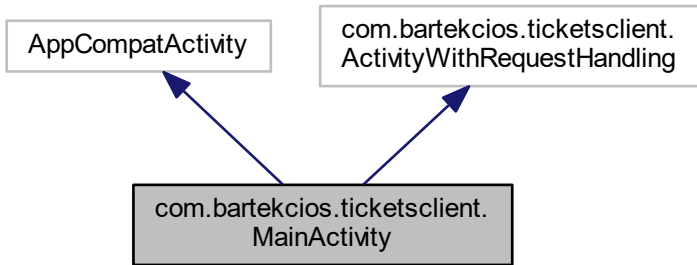 AppCompatActivity
com.bartekcios.ticketsclient.
ActivityWithRequestHandling
com.bartekcios.ticketsclient.
MainActivity